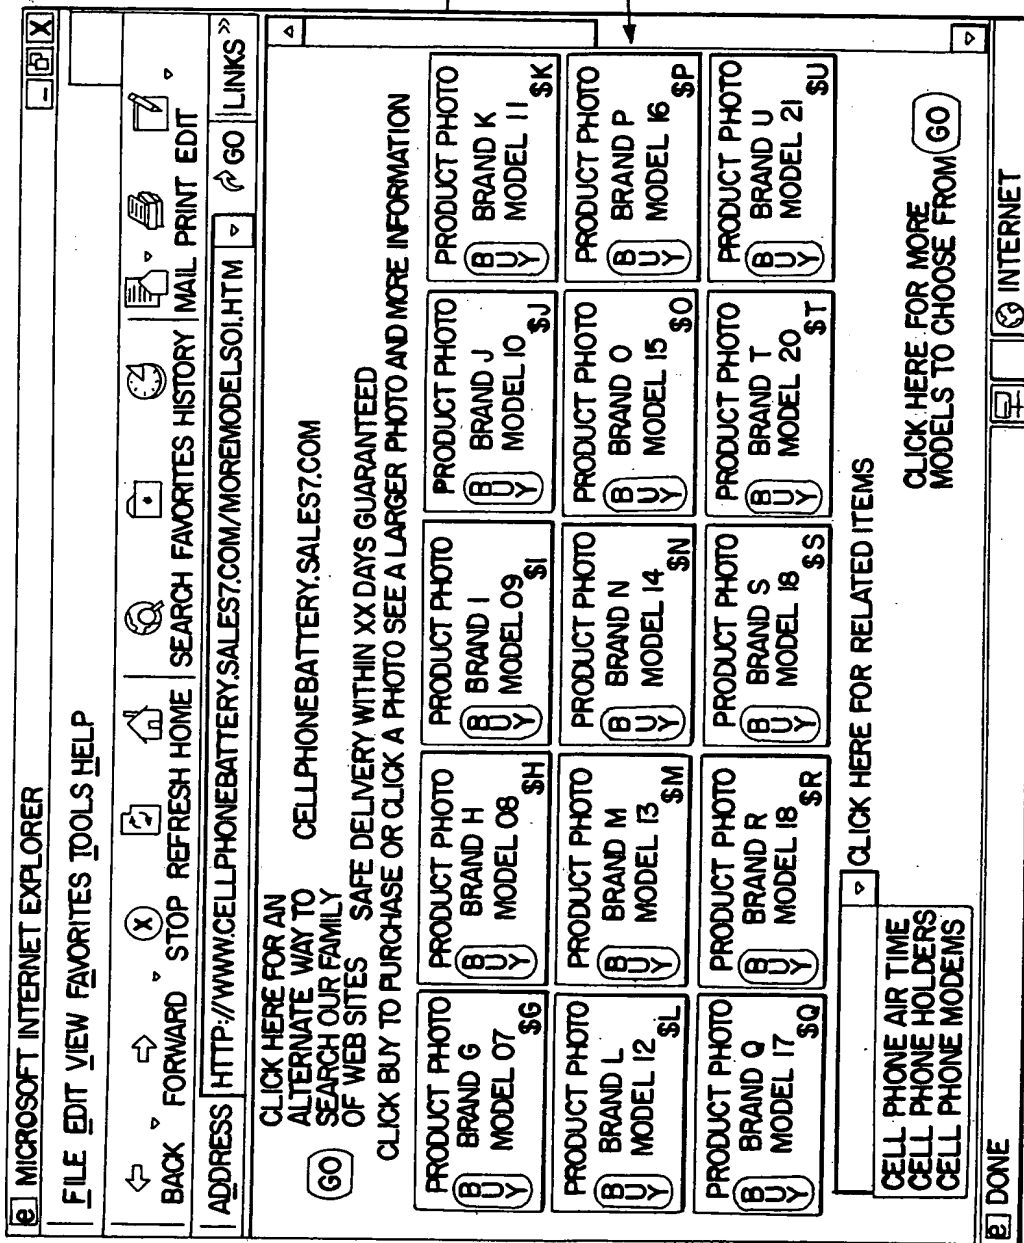 MICROSOFT INTERNET EXPLORER
FILE EDIT VIEW FAVORITES TOOLS HELP
BACK FORWARD STOP REFRESH HOME SEARCH FAVORITES HISTORY MAIL PRINT EDIT
ADDRESS HTTP://WWW.CELLPHONEBATTERY.SALES7.COM/MOREMODELS01.HTM GO LINKS »
CLICK HERE FOR AN
ALTERNATE WAY TO
SEARCH OUR FAMILY
OF WEB SITES
GO
CELLPHONEBATTERY.SALES7.COM
SAFE DELIVERY WITHIN XX DAYS GUARANTEED
CLICK BUY TO PURCHASE OR CLICK A PHOTO SEE A LARGER PHOTO AND MORE INFORMATION
PRODUCT PHOTO
BUY BRAND G
MODEL 07
$G
PRODUCT PHOTO
BUY BRAND H
MODEL 08
$H
PRODUCT PHOTO
BUY BRAND I
MODEL 09
$I
PRODUCT PHOTO
BUY BRAND J
MODEL 10
$J
PRODUCT PHOTO
BUY BRAND K
MODEL 11
$K
PRODUCT PHOTO
BUY BRAND L
MODEL 12
$L
PRODUCT PHOTO
BUY BRAND M
MODEL 13
$M
PRODUCT PHOTO
BUY BRAND N
MODEL 14
$N
PRODUCT PHOTO
BUY BRAND O
MODEL 15
$O
PRODUCT PHOTO
BUY BRAND P
MODEL 16
$P
PRODUCT PHOTO
BUY BRAND Q
MODEL 17
$Q
PRODUCT PHOTO
BUY BRAND R
MODEL 18
$R
PRODUCT PHOTO
BUY BRAND S
MODEL 18
$S
PRODUCT PHOTO
BUY BRAND T
MODEL 20
$T
PRODUCT PHOTO
BUY BRAND U
MODEL 21
$U
CLICK HERE FOR RELATED ITEMS
CELL PHONE AIR TIME
CELL PHONE HOLDERS
CELL PHONE MODEMS
CLICK HERE FOR MORE
MODELS TO CHOOSE FROM GO
DONE
INTERNET